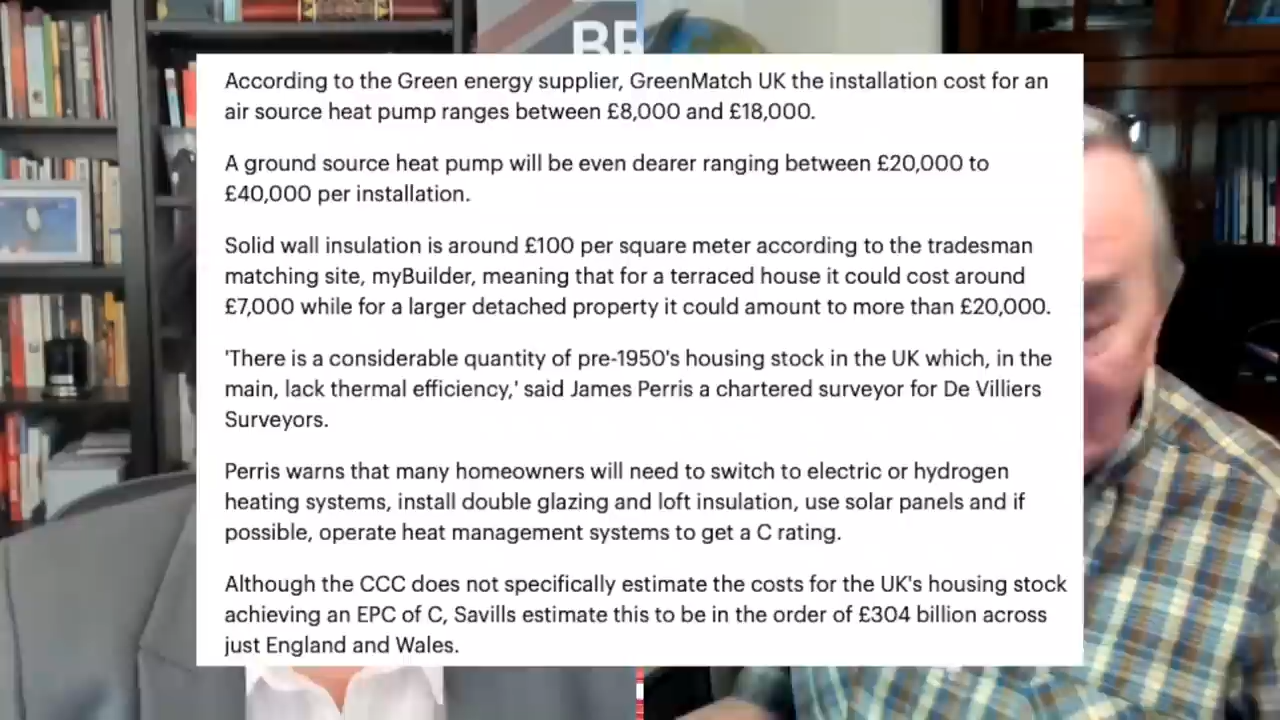 BR
According to the Green energy supplier, GreenMatch UK the installation cost for an
air source heat pump ranges between £8,000 and £18,000.
A ground source heat pump will be even dearer ranging between £20,000 to
£40,000 per installation.
Solid wall insulation is around £100 per square meter according to the tradesman
matching site, myBuilder, meaning that for a terraced house it could cost around
£7,000 while for a larger detached property it could amount to more than £20,000.
'There is a considerable quantity of pre-1950's housing stock in the UK which, in the
main, lack thermal efficiency,' said James Perris a chartered surveyor for De Villiers
Surveyors.
Perris warns that many homeowners will need to switch to electric or hydrogen
heating systems, install double glazing and loft insulation, use solar panels and if
possible, operate heat management systems to get a C rating.
Although the CCC does not specifically estimate the costs for the UK's housing stock
achieving an EPC of C, Savills estimate this to be in the order of £304 billion across
just England and Wales.